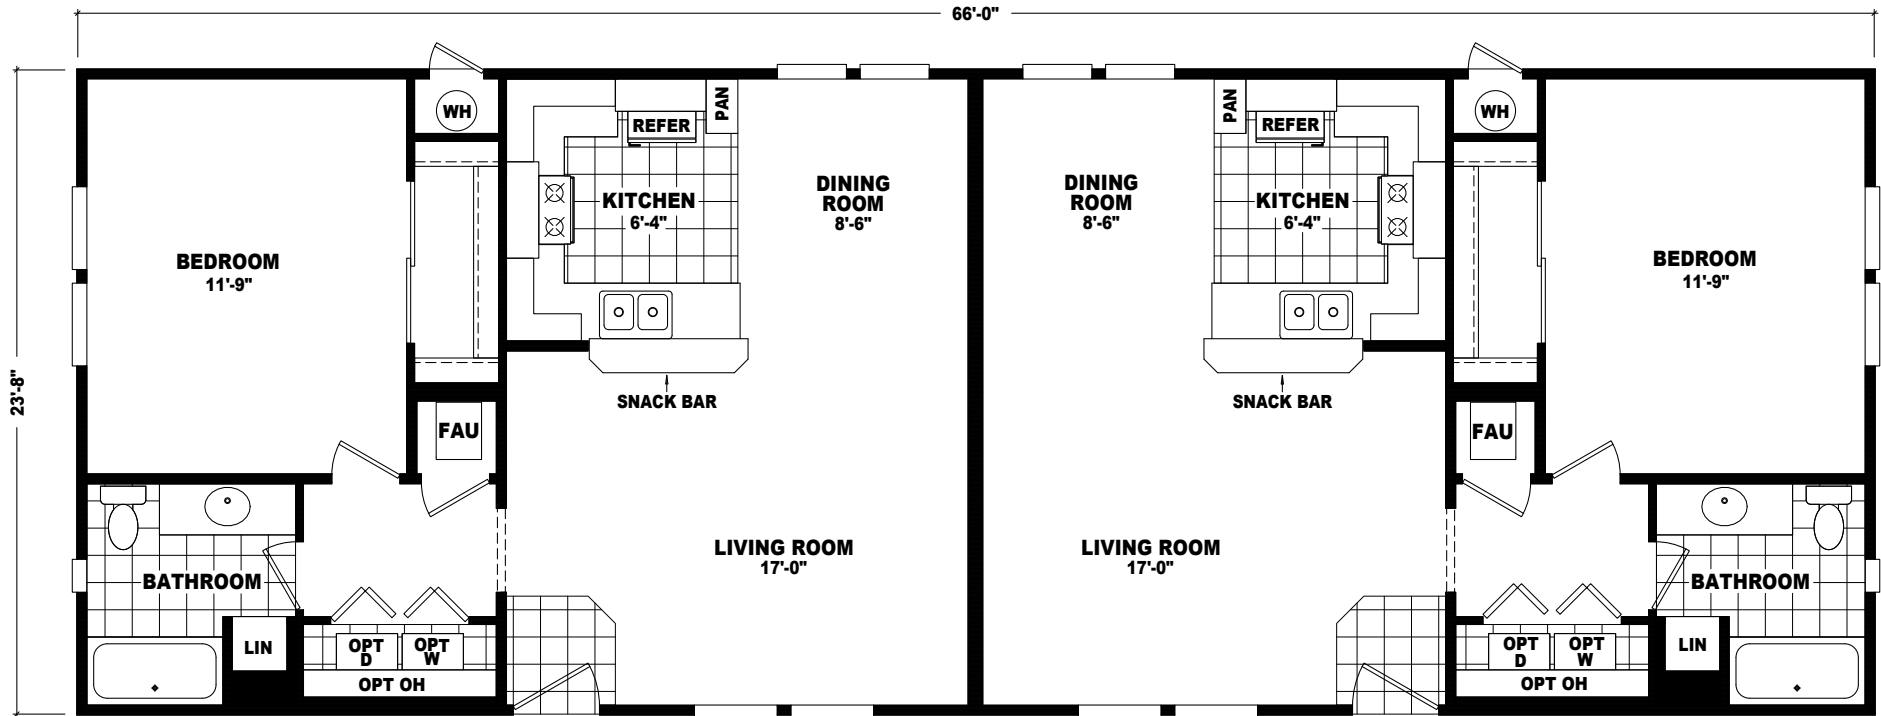 66'-0"
WH
PAN
REFER
KITCHEN
6'-4"
DINING
ROOM
8'-6"
BEDROOM
11'-9"
23'-8"
SNACK BAR
FAU
LIVING ROOM
17'-0"
BATHROOM
LIN
OPT
D
OPT
W
OPT OH
WH
PAN
REFER
DINING
ROOM
8'-6"
KITCHEN
6'-4"
BEDROOM
11'-9"
SNACK BAR
FAU
LIVING ROOM
17'-0"
BATHROOM
OPT
D
OPT
W
LIN
OPT OH